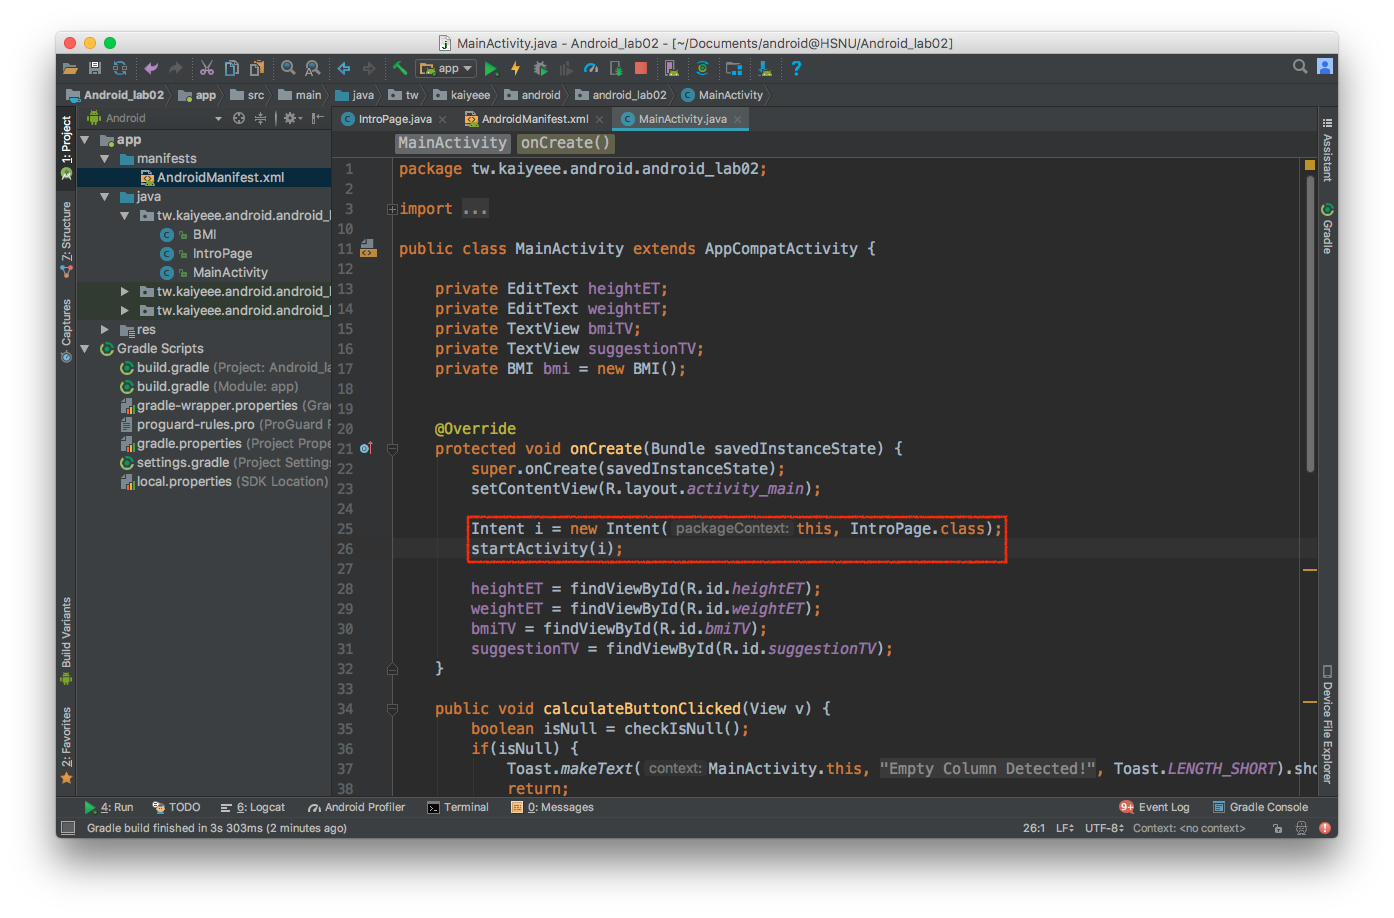 MainActivity.java - Android_lab02 - [~/Documents/android@HSNU/Android_lab02]
app
Android_lab02 app src main java tw kaiyeee android android_lab02 MainActivity
Android
IntroPage.java AndroidManifest.xml MainActivity.java
1: Project
Z: Structure
Captures
Build Variants
2: Favorites
app
manifests
AndroidManifest.xml
java
tw.kaiyeee.android.android_l
BMI
IntroPage
MainActivity
tw.kaiyeee.android.android_l
tw.kaiyeee.android.android_l
res
Gradle Scripts
build.gradle (Project: Android_la
build.gradle (Module: app)
gradle-wrapper.properties (Gra
proguard-rules.pro (ProGuard R
gradle.properties (Project Prope
settings.gradle (Project Setting
local.properties (SDK Location)
MainActivity onCreate()
1 package tw.kaiyeee.android.android_lab02;
2
3 import ...
10
11 public class MainActivity extends AppCompatActivity {
12
13 private EditText heightET;
14 private EditText weightET;
15 private TextView bmiTV;
16 private TextView suggestionTV;
17 private BMI bmi = new BMI();
18
19
20 @Override
21 protected void onCreate(Bundle savedInstanceState) {
22 super.onCreate(savedInstanceState);
23 setContentView(R.layout.activity_main);
24
25 Intent i = new Intent( packageContext: this, IntroPage.class);
26 startActivity(i);
27
28 heightET = findViewById(R.id.heightET);
29 weightET = findViewById(R.id.weightET);
30 bmiTV = findViewById(R.id.bmiTV);
31 suggestionTV = findViewById(R.id.suggestionTV);
32 }
33
34 public void calculateButtonClicked(View v) {
35 boolean isNull = checkIsNull();
36 if(isNull) {
37 Toast.makeText( context: MainActivity.this, "Empty Column Detected!", Toast.LENGTH_SHORT).sho
38 return;
Assistant
Gradle
Device File Explorer
4: Run TODO 6: Logcat Android Profiler Terminal 0: Messages 9+ Event Log Gradle Console
Gradle build finished in 3s 303ms (2 minutes ago) 26:1 LF UTF-8 Context: <no context>